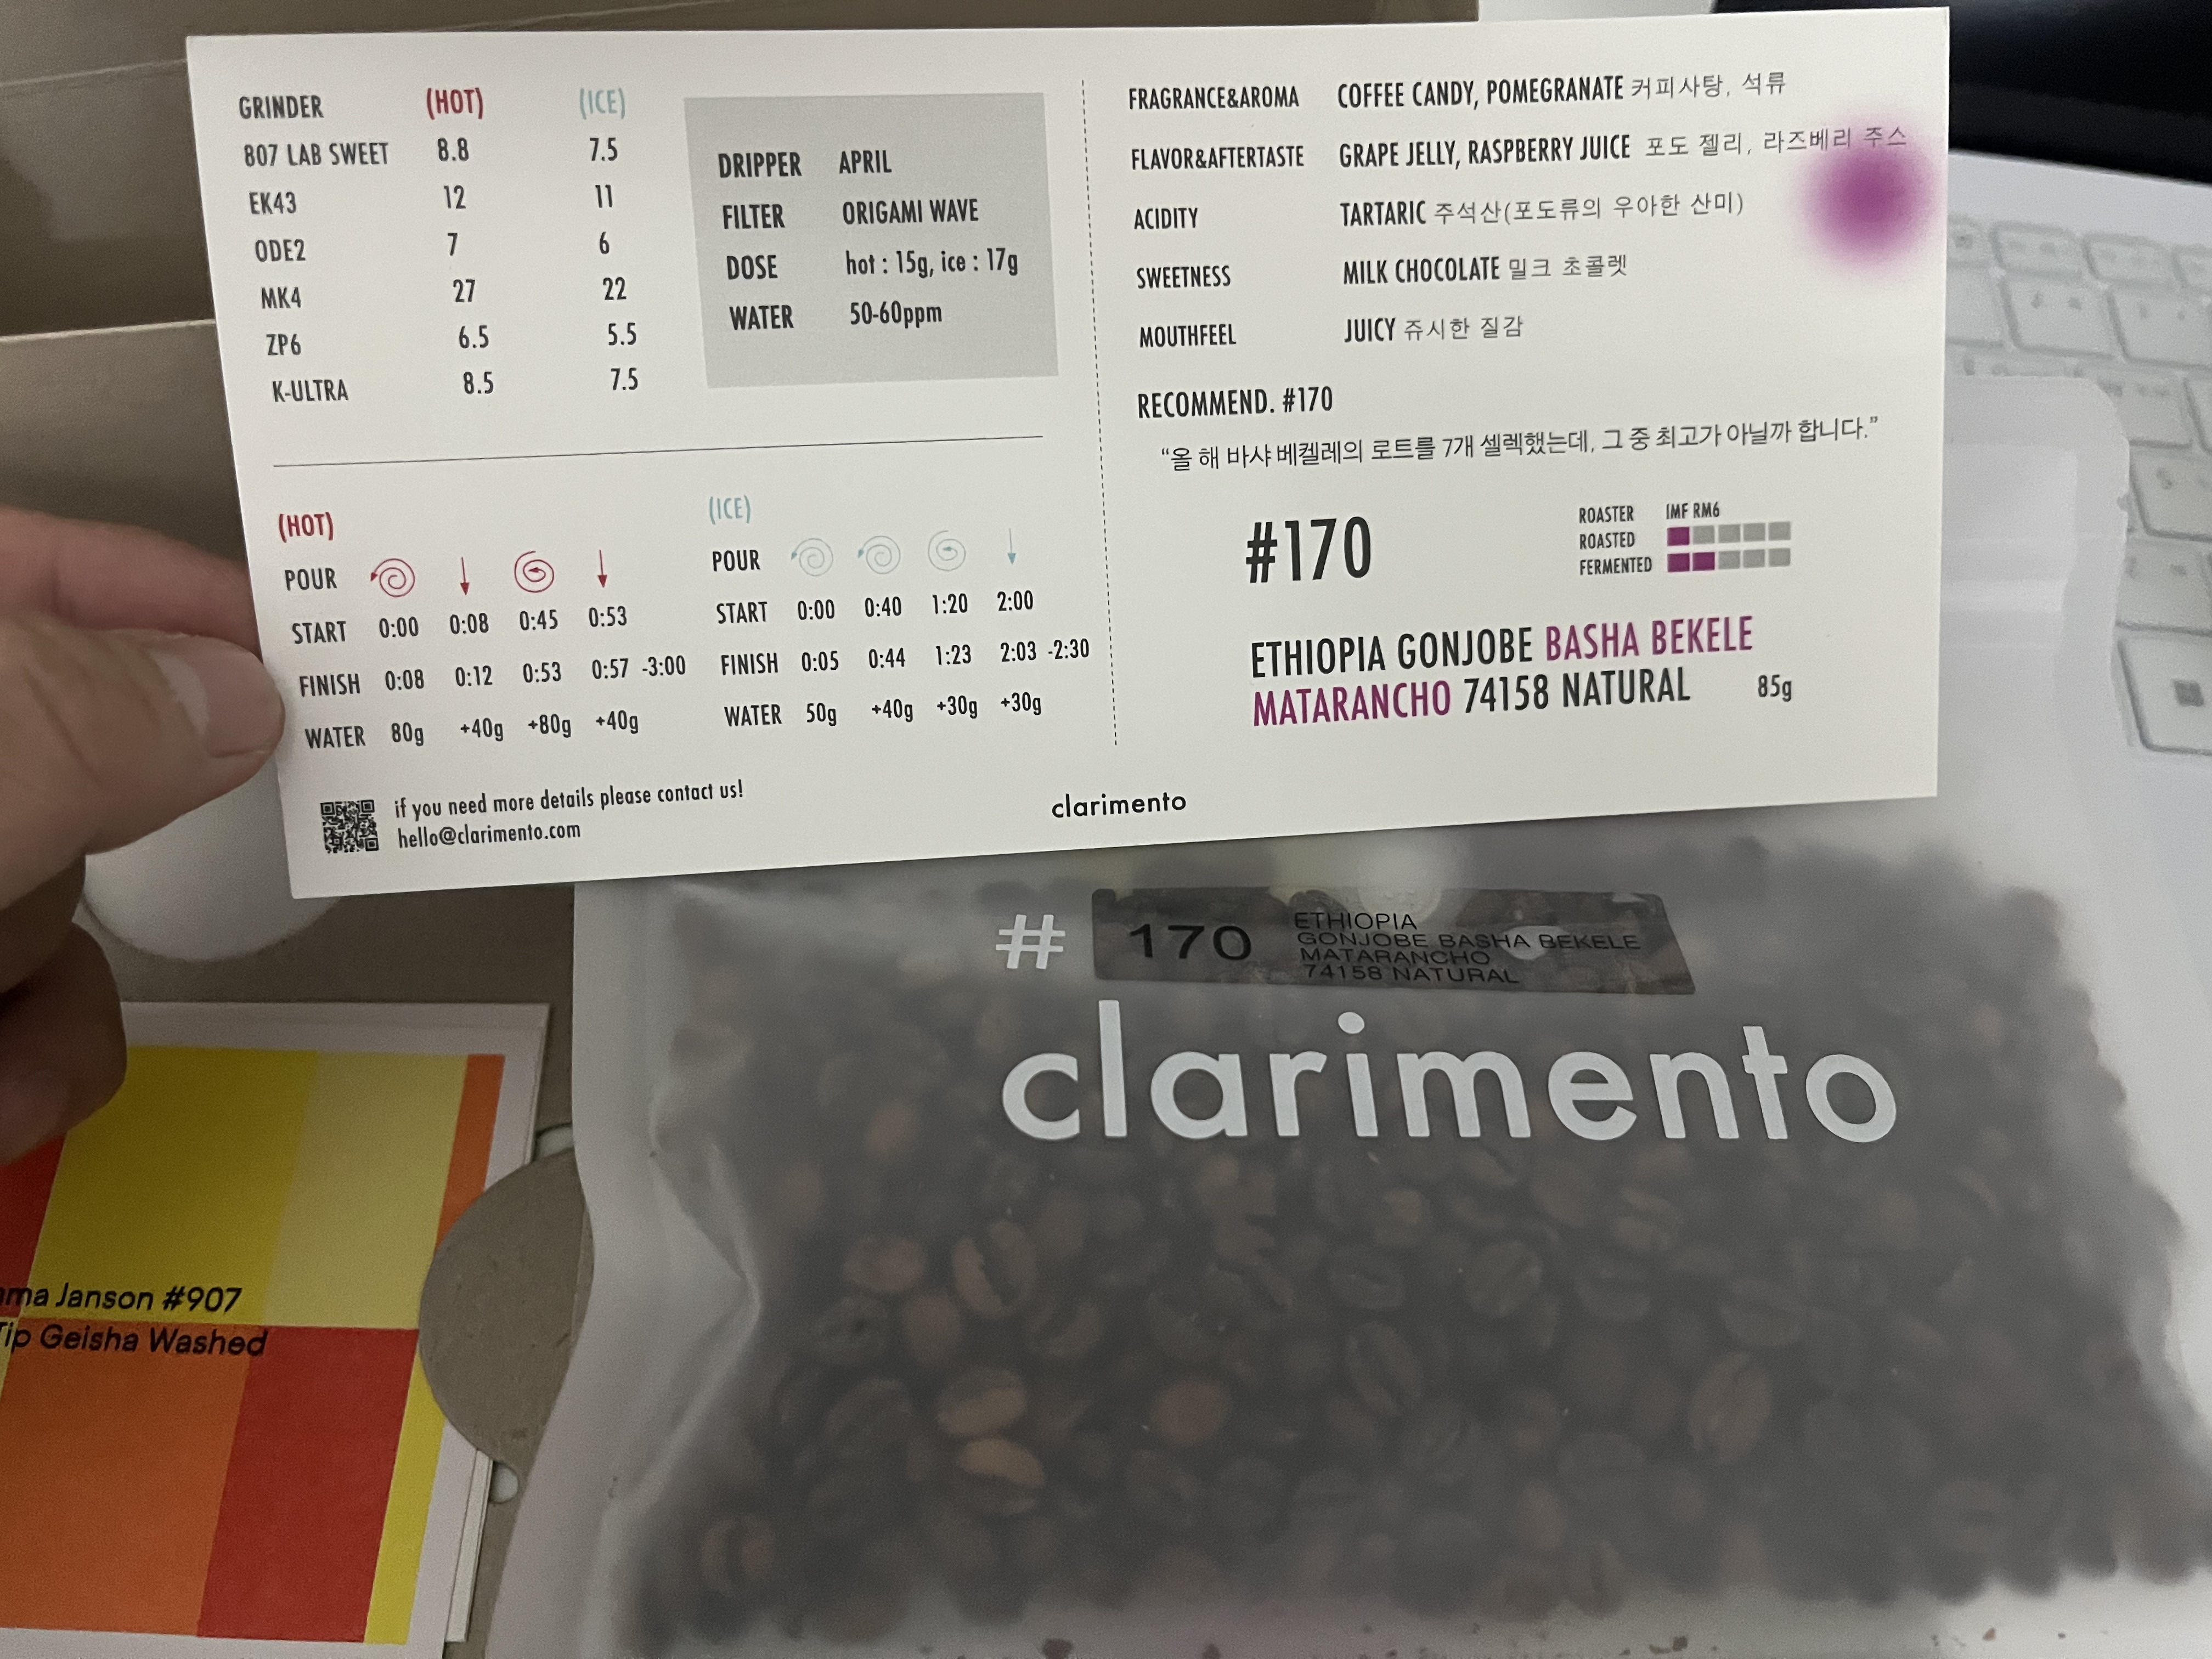 GRINDER (HOT) (ICE)
807 LAB SWEET 8.8 7.5
EK43 12 11
ODE2 7 6
MK4 27 22
ZP6 6.5 5.5
K-ULTRA 8.5 7.5
DRIPPER APRIL
FILTER ORIGAMI WAVE
DOSE hot : 15g, ice : 17g
WATER 50-60ppm
(HOT)
POUR
START 0:00 0:08 0:45 0:53
FINISH 0:08 0:12 0:53 0:57 -3:00
WATER 80g +40g +80g +40g
(ICE)
POUR
START 0:00 0:40 1:20 2:00
FINISH 0:05 0:44 1:23 2:03 -2:30
WATER 50g +40g +30g +30g
if you need more details please contact us!
hello@clarimento.com
clarimento
FRAGRANCE&AROMA COFFEE CANDY, POMEGRANATE 커피사탕, 석류
FLAVOR&AFTERTASTE GRAPE JELLY, RASPBERRY JUICE 포도 젤리, 라즈베리 주스
ACIDITY TARTARIC 주석산(포도류의 우아한 산미)
SWEETNESS MILK CHOCOLATE 밀크 초콜렛
MOUTHFEEL JUICY 쥬시한 질감
RECOMMEND. #170
“올 해 바샤 베켈레의 로트를 7개 셀렉했는데, 그 중 최고가 아닐까 합니다.”
#170
ROASTER IMF RM6
ROASTED
FERMENTED
ETHIOPIA GONJOBE BASHA BEKELE
MATARANCHO 74158 NATURAL 85g
# 170
ETHIOPIA
GONJOBE BASHA BEKELE
MATARANCHO
74158 NATURAL
clarimento
Janson #907
Geisha Washed